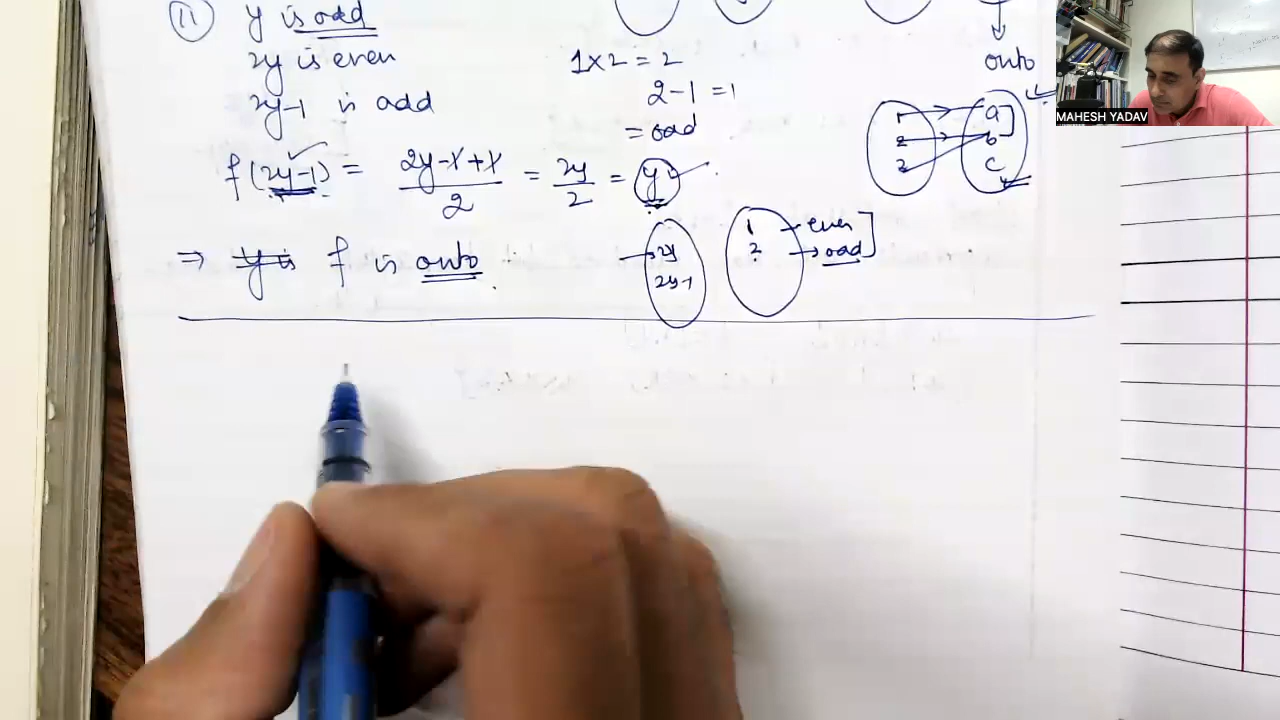 (11) y is odd
2y is even
2y-1 is odd
f(2y-1) = (2y-1+1)/2 = 2y/2 = y
⇒ y is f is onto
1×2 = 2
2-1 = 1
= odd
2y
2y-1
1 → even
2 → odd
onto
1 a
2 b
3 c
MAHESH YADAV